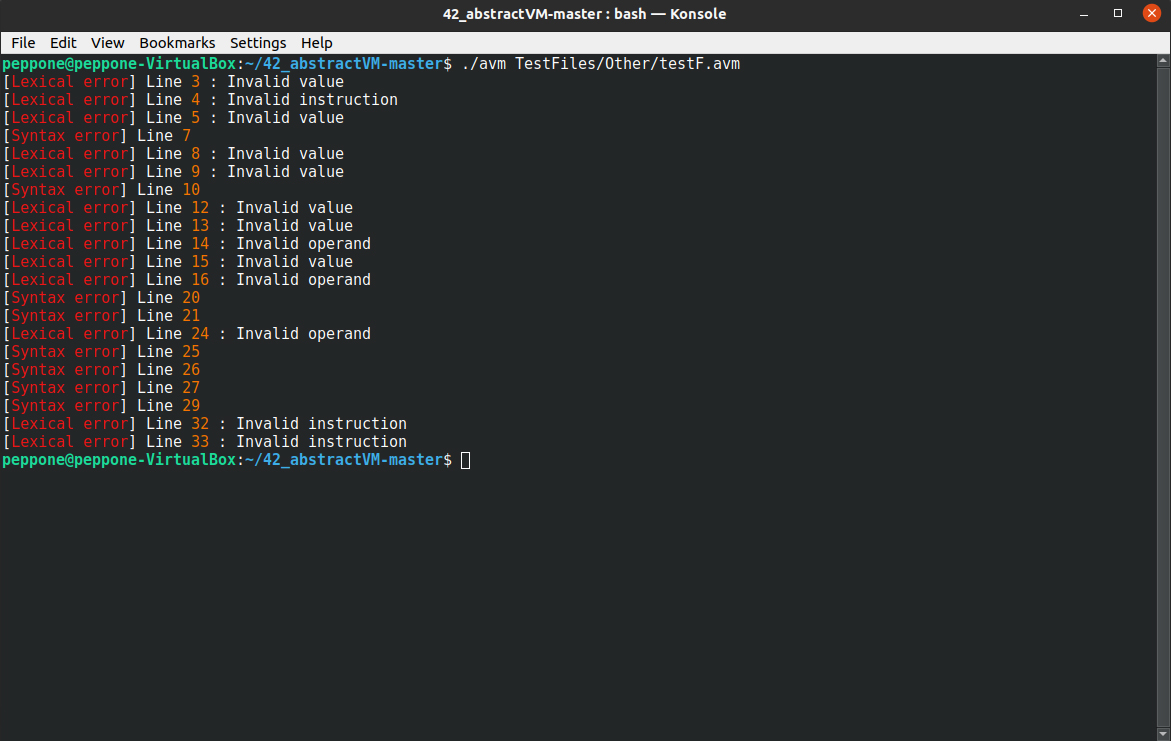 42_abstractVM-master : bash — Konsole
File Edit View Bookmarks Settings Help
peppone@peppone-VirtualBox:~/42_abstractVM-master$ ./avm TestFiles/Other/testF.avm
[Lexical error] Line 3 : Invalid value
[Lexical error] Line 4 : Invalid instruction
[Lexical error] Line 5 : Invalid value
[Syntax error] Line 7
[Lexical error] Line 8 : Invalid value
[Lexical error] Line 9 : Invalid value
[Syntax error] Line 10
[Lexical error] Line 12 : Invalid value
[Lexical error] Line 13 : Invalid value
[Lexical error] Line 14 : Invalid operand
[Lexical error] Line 15 : Invalid value
[Lexical error] Line 16 : Invalid operand
[Syntax error] Line 20
[Syntax error] Line 21
[Lexical error] Line 24 : Invalid operand
[Syntax error] Line 25
[Syntax error] Line 26
[Syntax error] Line 27
[Syntax error] Line 29
[Lexical error] Line 32 : Invalid instruction
[Lexical error] Line 33 : Invalid instruction
peppone@peppone-VirtualBox:~/42_abstractVM-master$